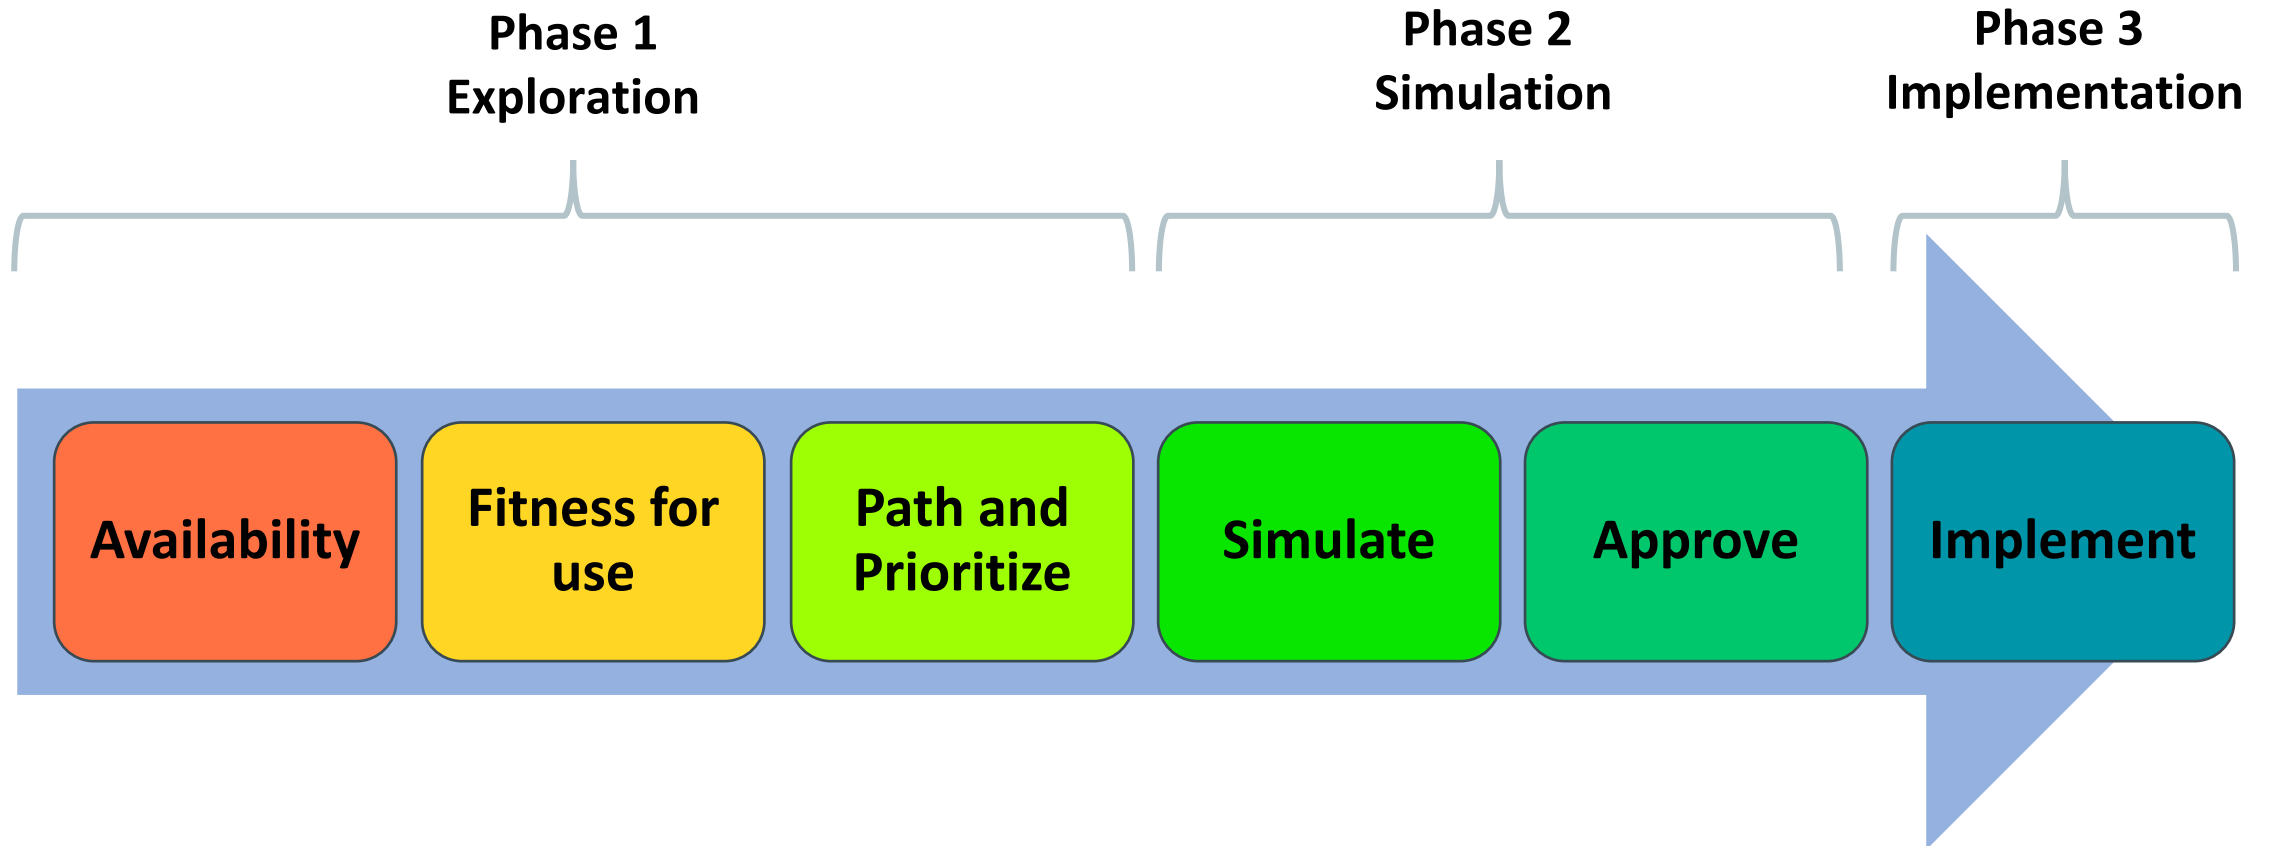 Phase 1
Exploration
Phase 2
Simulation
Phase 3
Implementation
Availability
Fitness for
use
Path and
Prioritize
Simulate
Approve
Implement